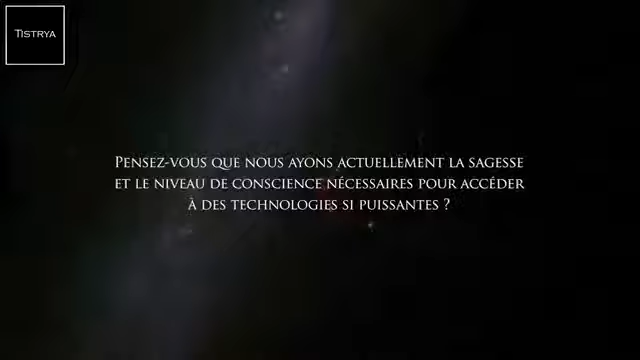 Tistrya
Pensez-vous que nous ayons actuellement la sagesse
et le niveau de conscience nécessaires pour accéder
à des technologies si puissantes ?